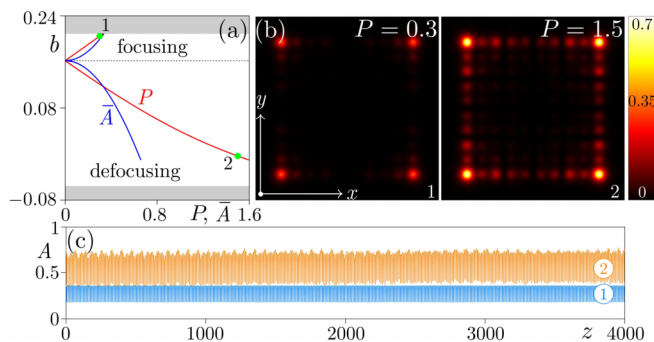 0.24
b
0.08
−0.08
1
(a)
focusing
P
A̅
defocusing
2
0
0.8
P, A̅
1.6
(b)
P = 0.3
y
x
1
P = 1.5
2
0.7
0.35
0
(c)
1
A
0.5
0
2
1
0
1000
2000
3000
z
4000